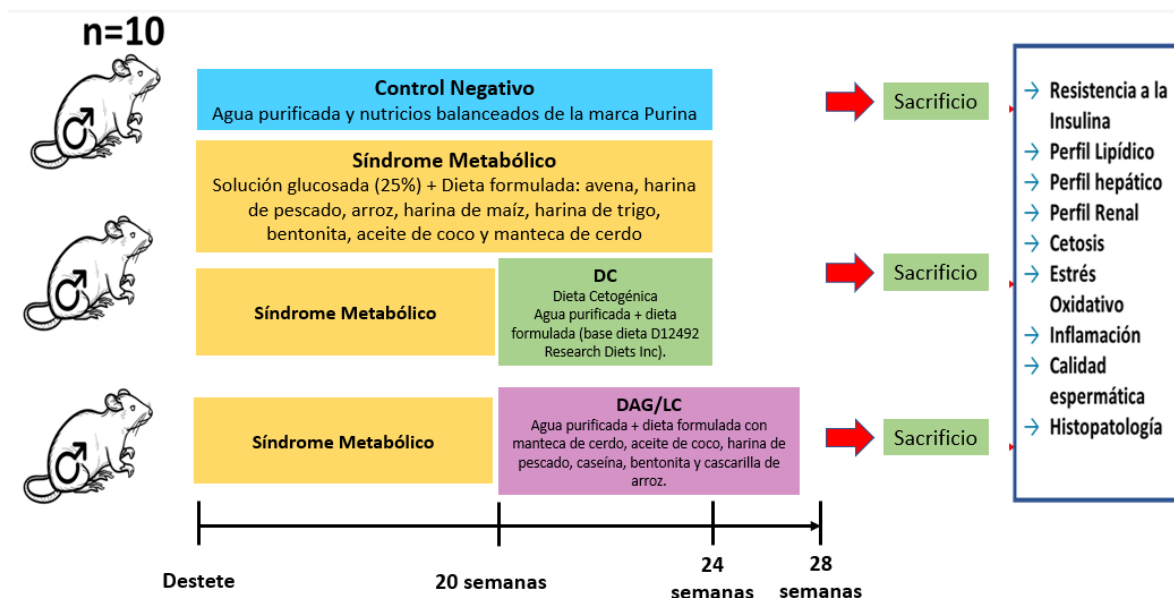 n=10
Control Negativo
Agua purificada y nutricios balanceados de la marca Purina
Sacrificio
Síndrome Metabólico
Solución glucosada (25%) + Dieta formulada: avena, harina
de pescado, arroz, harina de maíz, harina de trigo,
bentonita, aceite de coco y manteca de cerdo
Síndrome Metabólico
DC
Dieta Cetogénica
Agua purificada + dieta
formulada (base dieta D12492
Research Diets Inc).
Sacrificio
Síndrome Metabólico
DAG/LC
Agua purificada + dieta formulada con
manteca de cerdo, aceite de coco, harina de
pescado, caseína, bentonita y cascarilla de
arroz.
Sacrificio
→ Resistencia a la
Insulina
→ Perfil Lipídico
→ Perfil hepático
→ Perfil Renal
→ Cetosis
→ Estrés
Oxidativo
→ Inflamación
→ Calidad
espermática
→ Histopatología
Destete
20 semanas
24
semanas
28
semanas